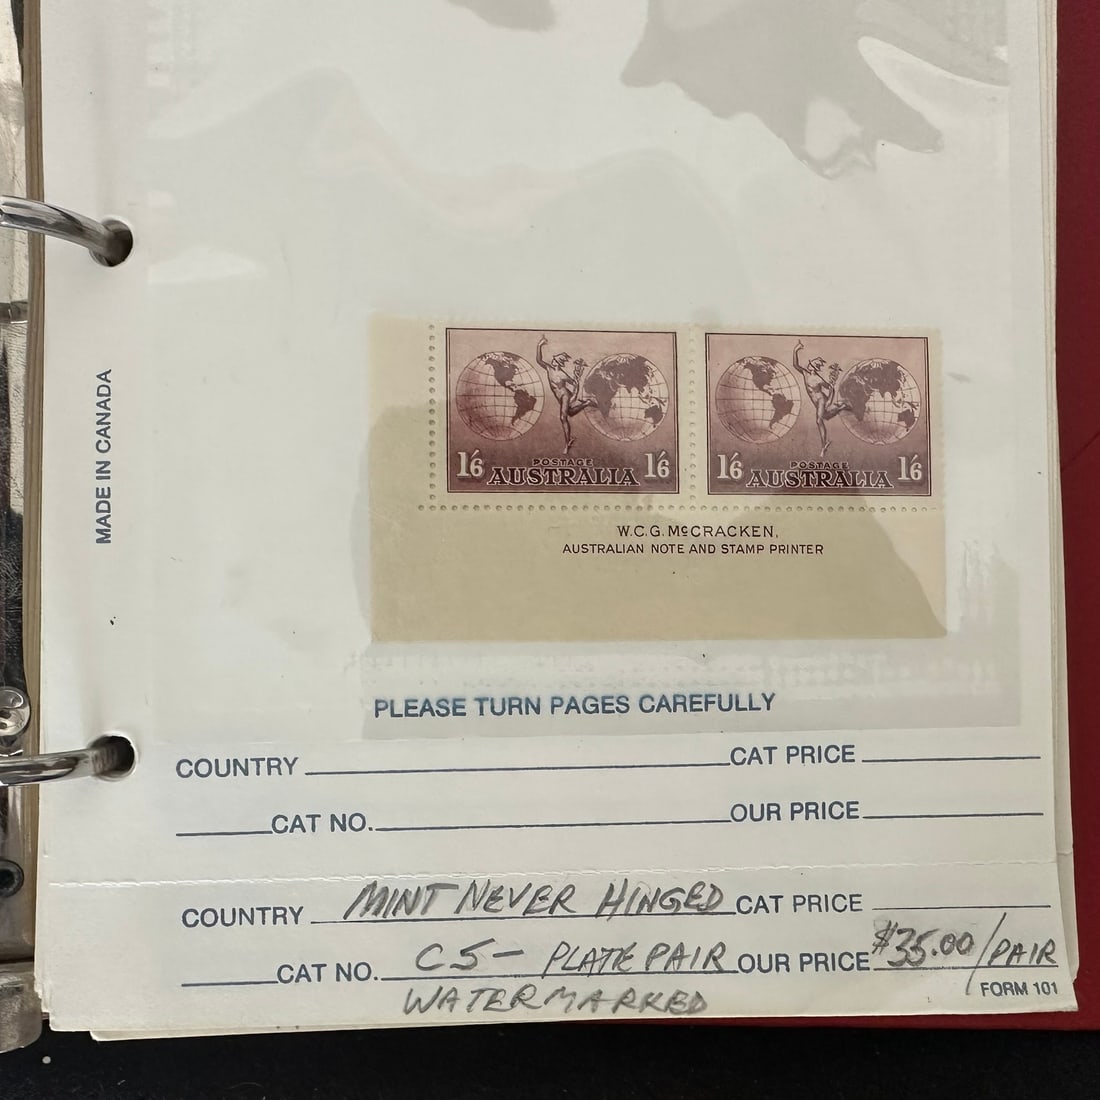 MADE IN CANADA
1/6 POSTAGE 1/6
AUSTRALIA
1/6 POSTAGE 1/6
AUSTRALIA
W.C.G. McCRACKEN,
AUSTRALIAN NOTE AND STAMP PRINTER
PLEASE TURN PAGES CAREFULLY
COUNTRY CAT PRICE
CAT NO. OUR PRICE
COUNTRY MINT NEVER HINGED CAT PRICE
CAT NO. C5- PLATE PAIR OUR PRICE $35.00/PAIR
WATERMARKED
FORM 101